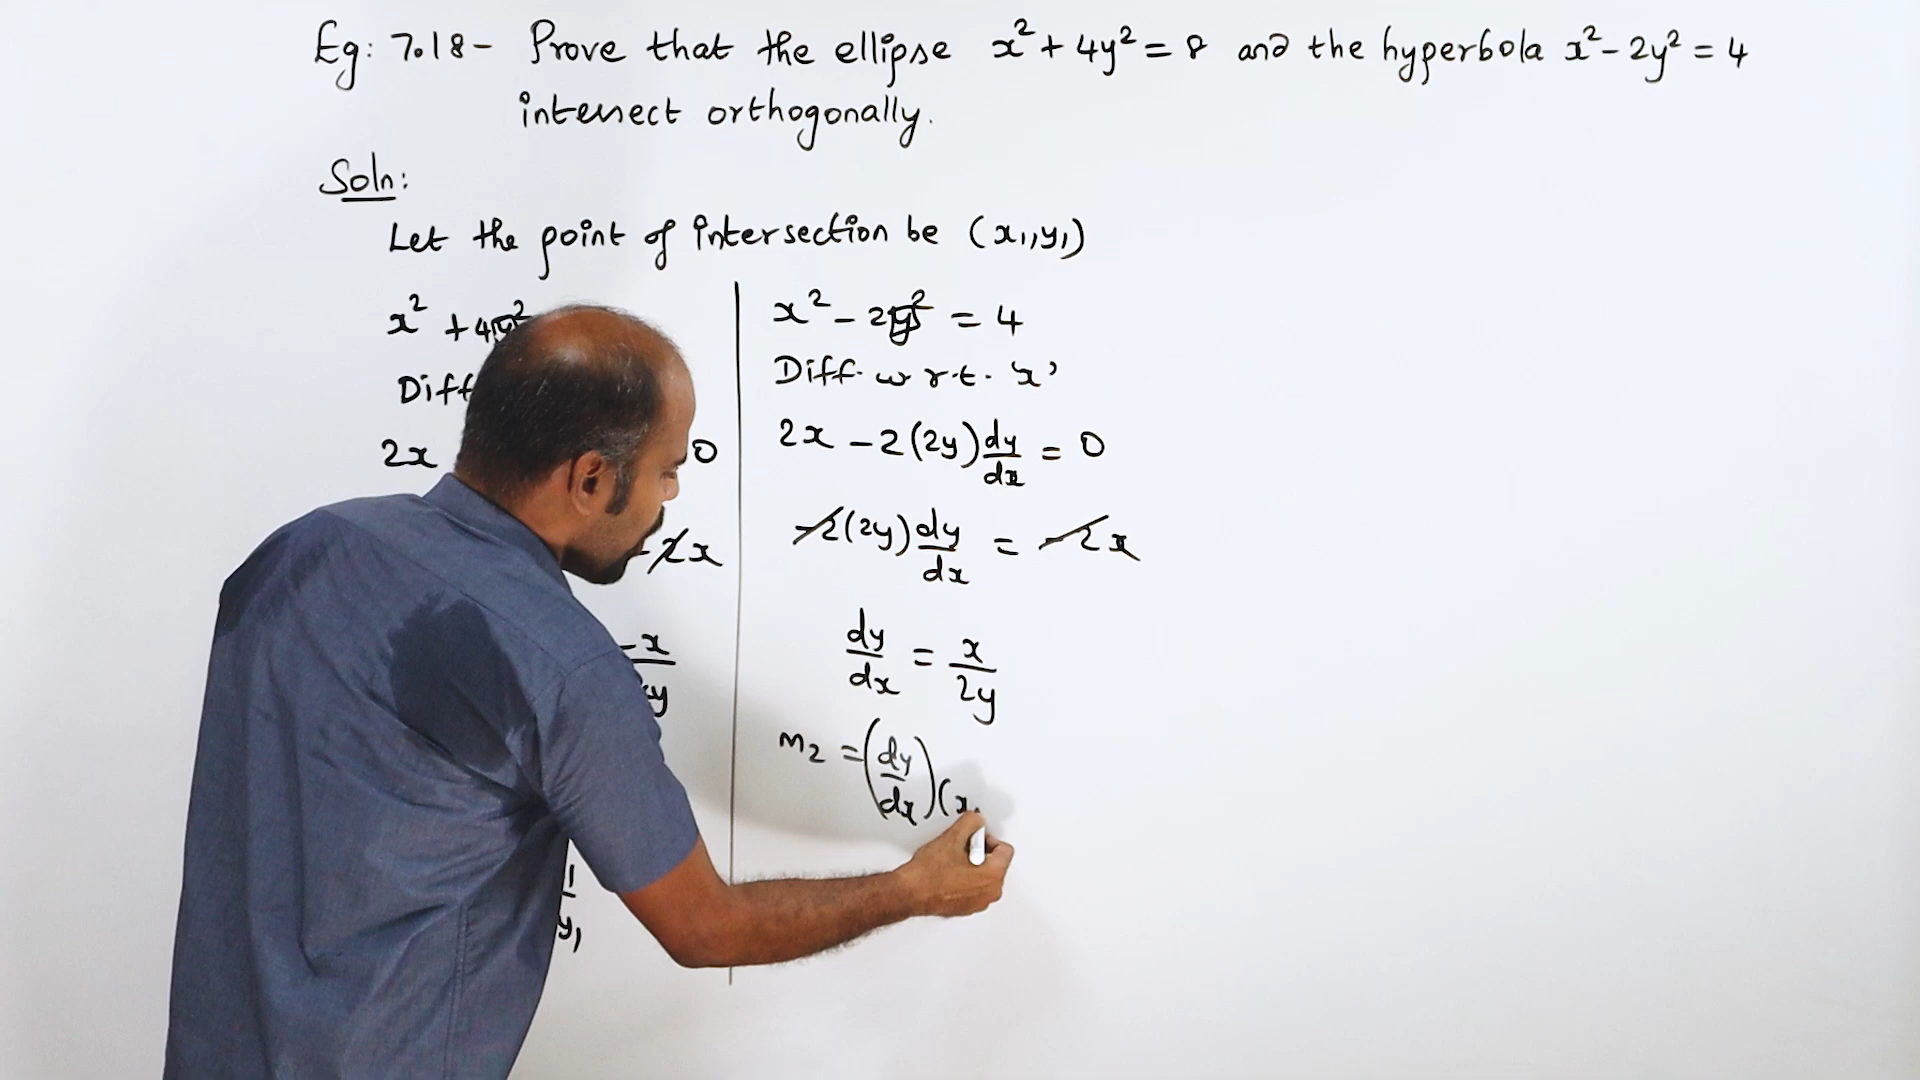 Eg: 7.18 - Prove that the ellipse x² + 4y² = 8 and the hyperbola x² - 2y² = 4
intersect orthogonally.
Soln:
Let the point of intersection be (x₁, y₁)
x² + 4y²
Diff
2x 0
- 2x
-x
y
1
y₁
x² - 2y² = 4
Diff. w r.t. 'x'
2x - 2(2y) dy/dx = 0
-2(2y) dy/dx = -2x
dy/dx = x/2y
m₂ = (dy/dx)(x